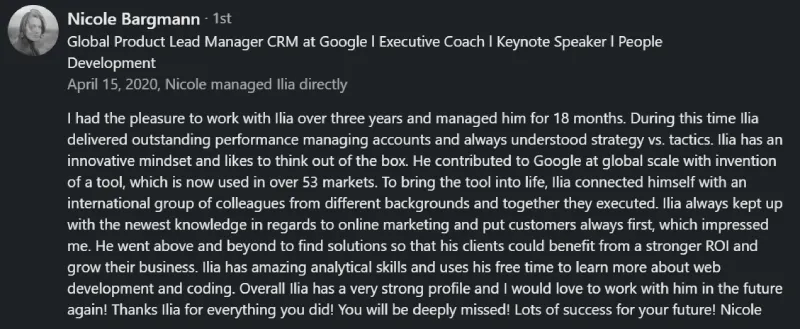 Nicole Bargmann · 1st
Global Product Lead Manager CRM at Google l Executive Coach l Keynote Speaker l People
Development
April 15, 2020, Nicole managed Ilia directly
I had the pleasure to work with Ilia over three years and managed him for 18 months. During this time Ilia
delivered outstanding performance managing accounts and always understood strategy vs. tactics. Ilia has an
innovative mindset and likes to think out of the box. He contributed to Google at global scale with invention
of a tool, which is now used in over 53 markets. To bring the tool into life, Ilia connected himself with an
international group of colleagues from different backgrounds and together they executed. Ilia always kept up
with the newest knowledge in regards to online marketing and put customers always first, which impressed
me. He went above and beyond to find solutions so that his clients could benefit from a stronger ROI and
grow their business. Ilia has amazing analytical skills and uses his free time to learn more about web
development and coding. Overall Ilia has a very strong profile and I would love to work with him in the future
again! Thanks Ilia for everything you did! You will be deeply missed! Lots of success for your future! Nicole